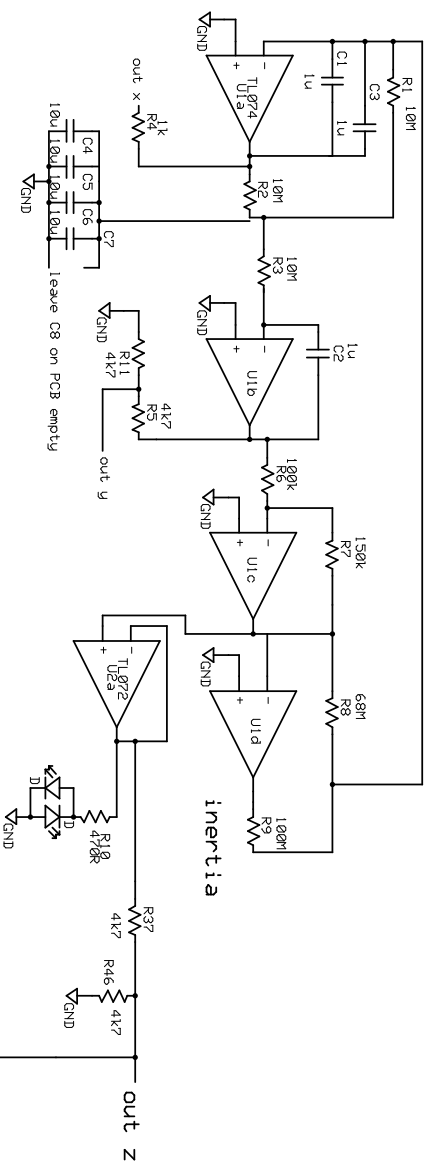 GND
TL074
U1a
C1
1u
C3
1u
R1 10M
out x
1k
R4
10M
R2
10u
C4
10u
C5
10u
C6
10u
C7
GND
leave C8 on PCB empty
10M
R3
GND
U1b
1u
C2
GND
R11
4k7
4k7
R5
out y
100k
R6
GND
U1c
150k
R7
TL072
U2a
GND
U1d
68M
R8
inertia
R9
100M
D
D
GND
R10
470R
R37
4k7
R46
4k7
GND
out z